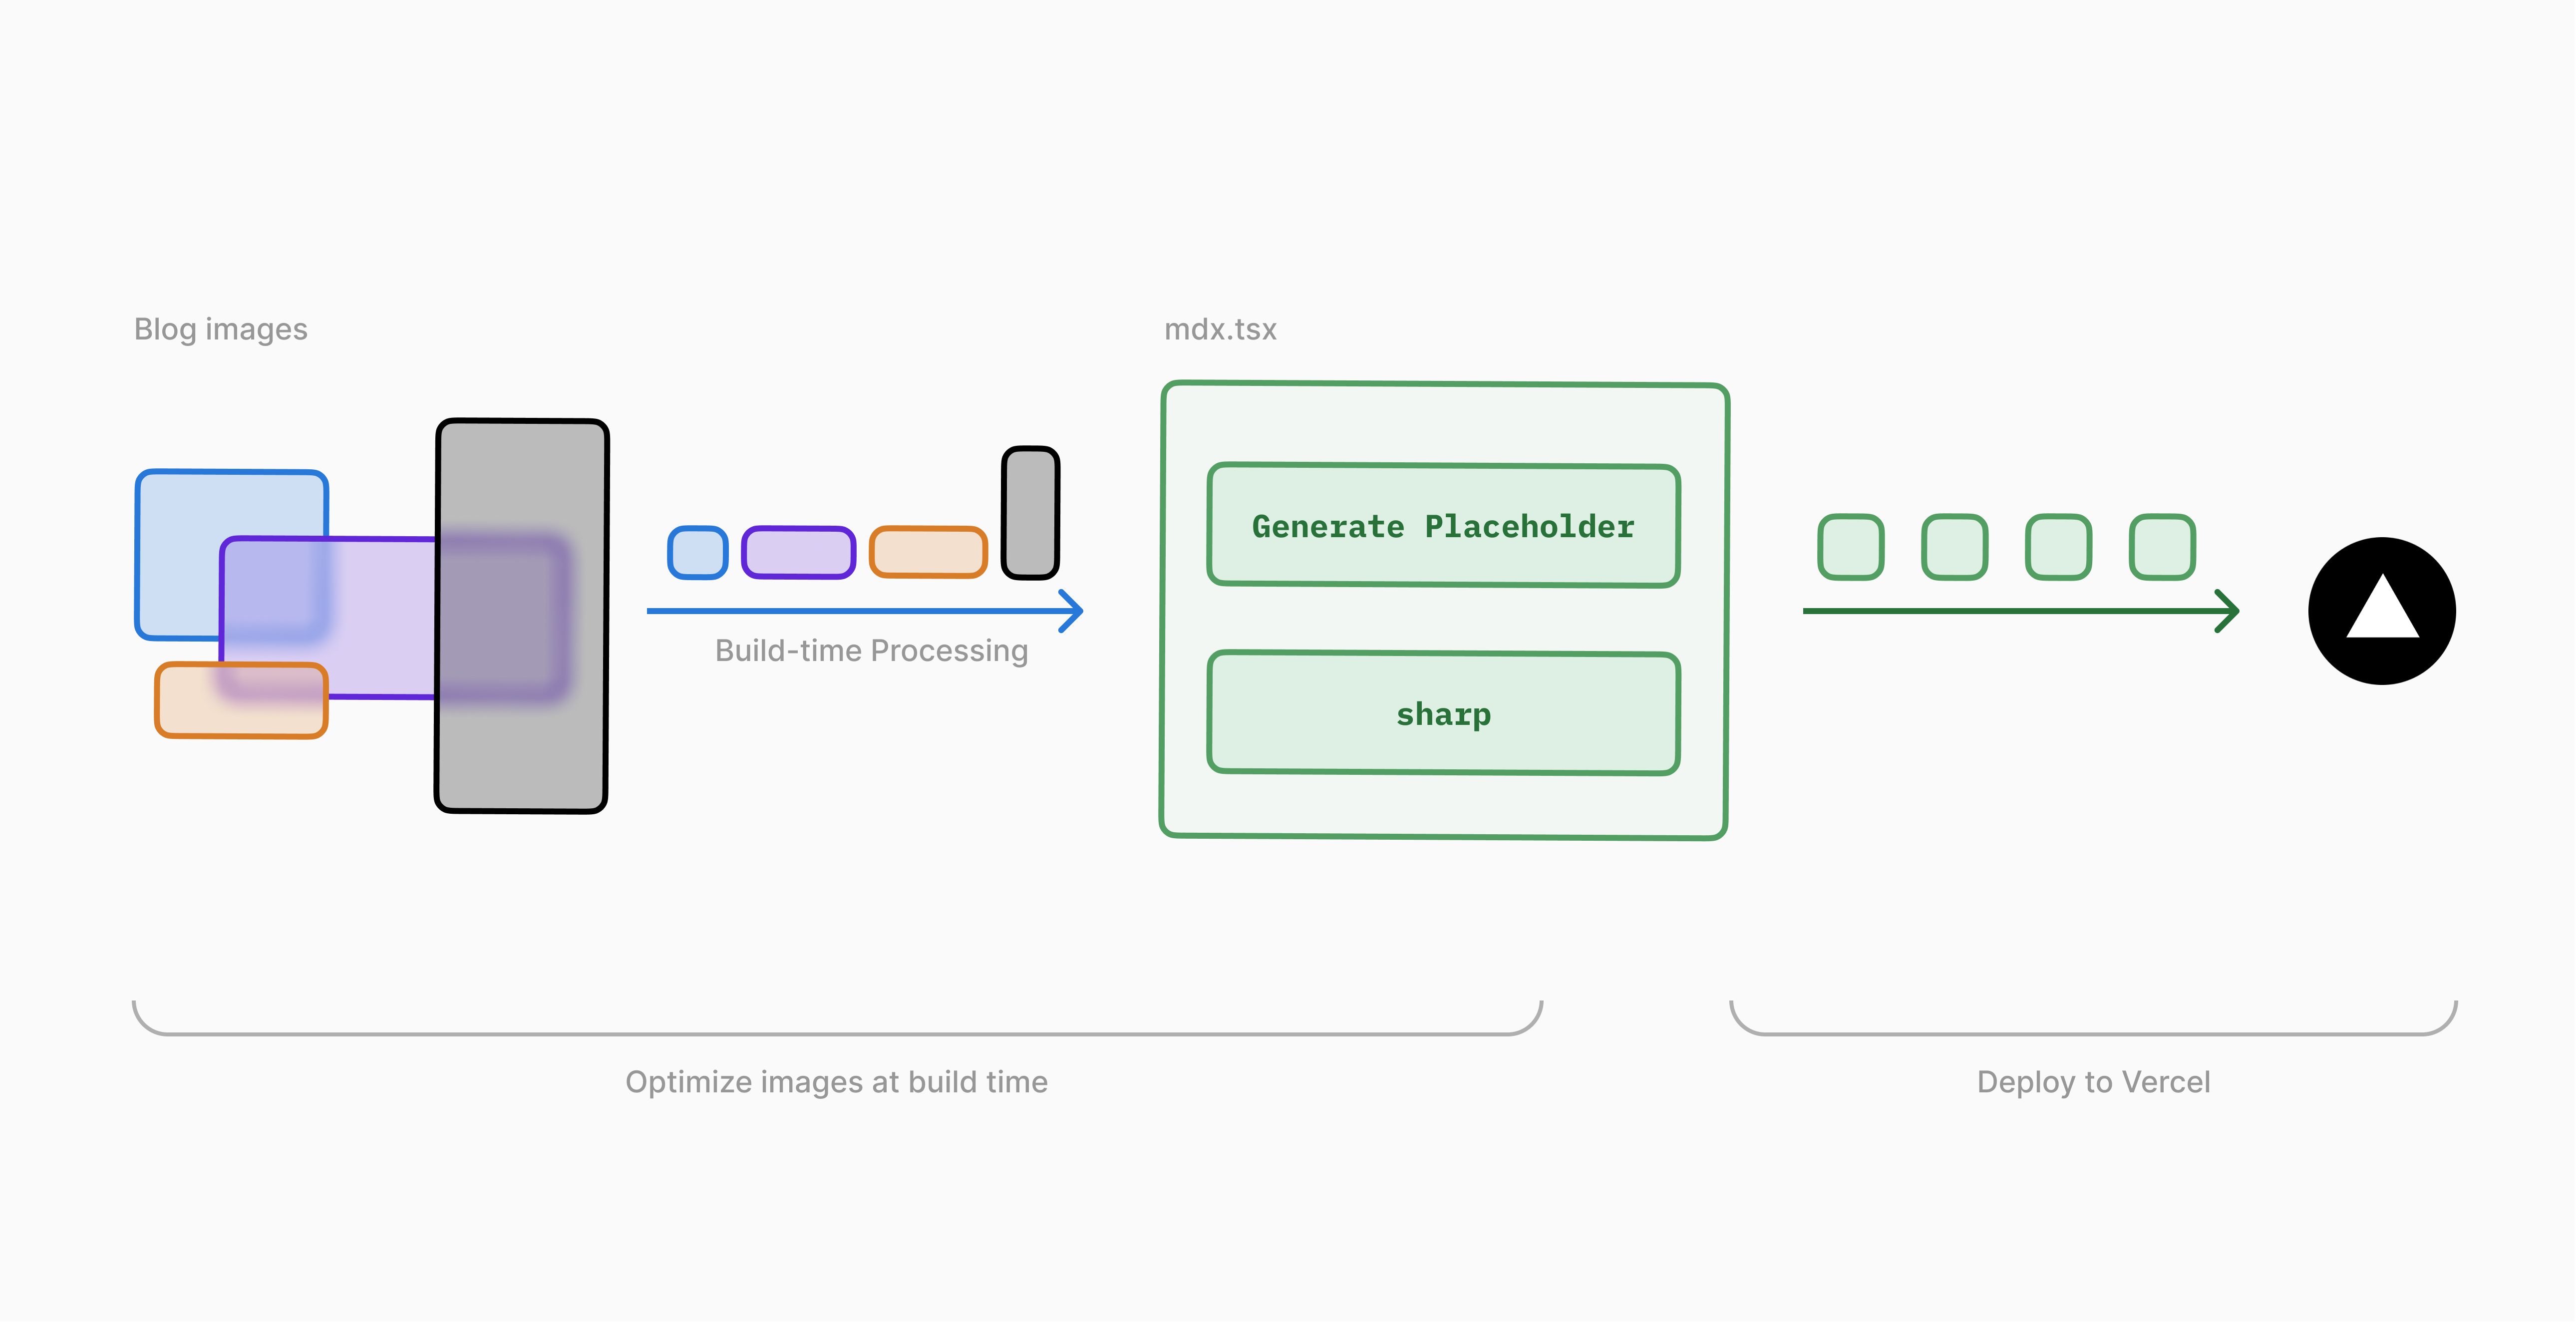 Blog images
mdx.tsx
Generate Placeholder
Build-time Processing
sharp
Optimize images at build time
Deploy to Vercel